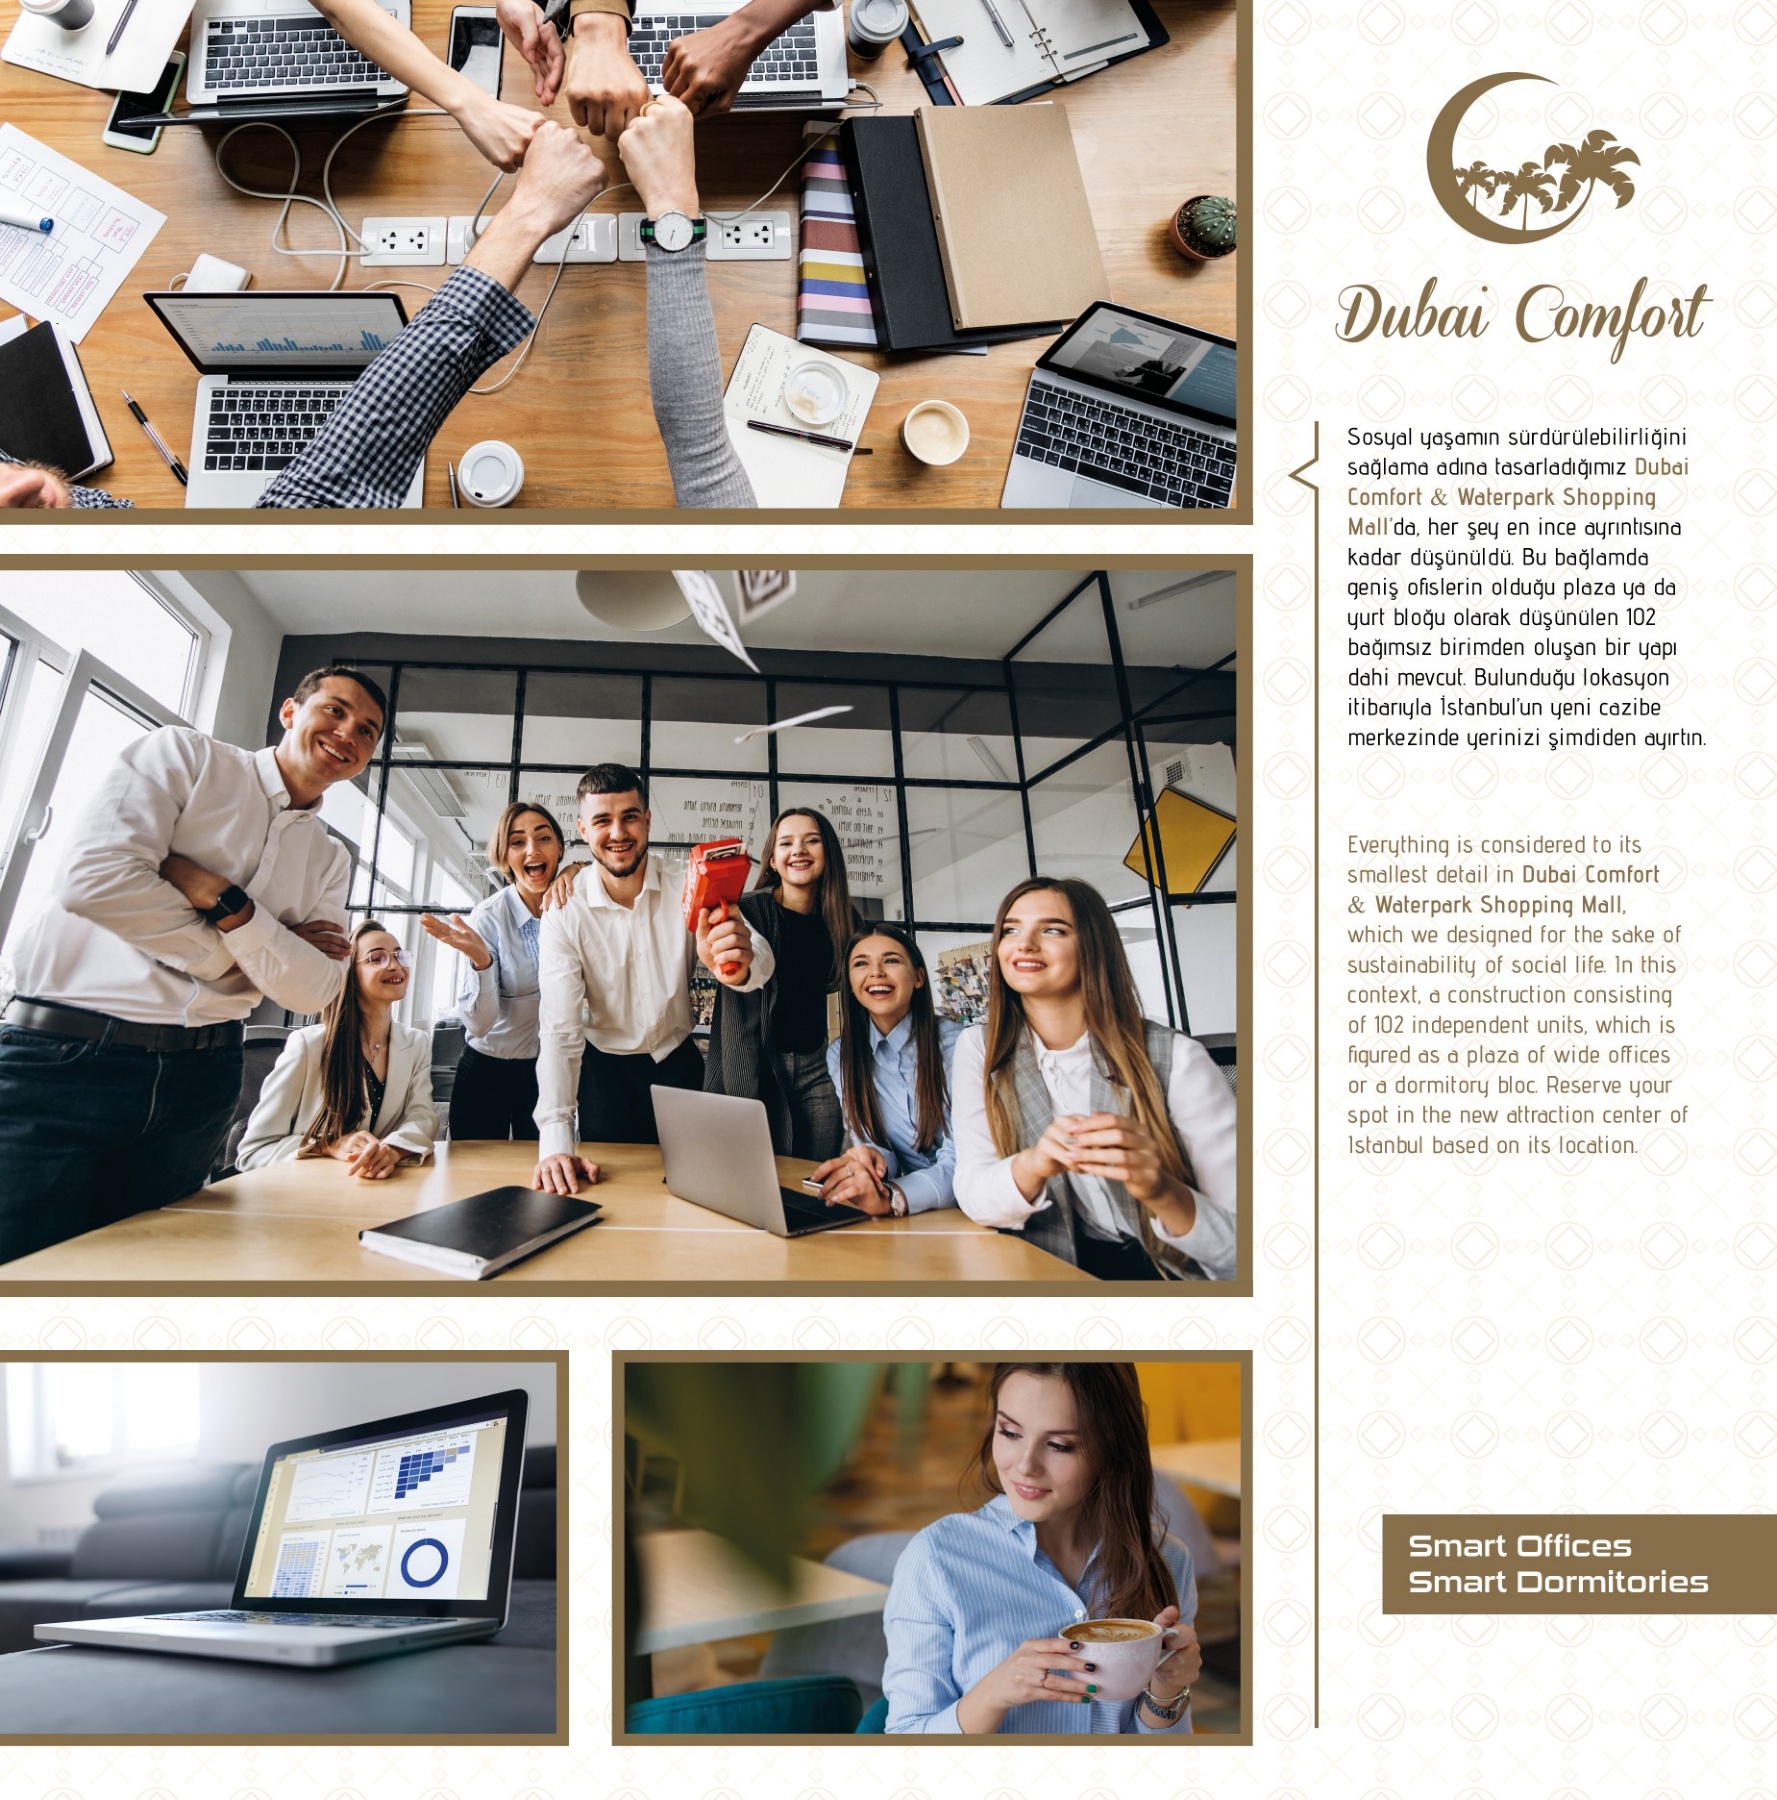 Dubai Comfort
Sosyal yaşamın sürdürülebilirliğini
sağlama adına tasarladığımız Dubai
Comfort & Waterpark Shopping
Mall'da, her şey en ince ayrıntısına
kadar düşünüldü. Bu bağlamda
geniş ofislerin olduğu plaza ya da
yurt bloğu olarak düşünülen 102
bağımsız birimden oluşan bir yapı
dahi mevcut. Bulunduğu lokasyon
itibarıyla İstanbul'un yeni cazibe
merkezinde yerinizi şimdiden ayırtın.
Everything is considered to its
smallest detail in Dubai Comfort
& Waterpark Shopping Mall,
which we designed for the sake of
sustainability of social life. In this
context, a construction consisting
of 102 independent units, which is
figured as a plaza of wide offices
or a dormitory bloc. Reserve your
spot in the new attraction center of
Istanbul based on its location.
Smart Offices
Smart Dormitories